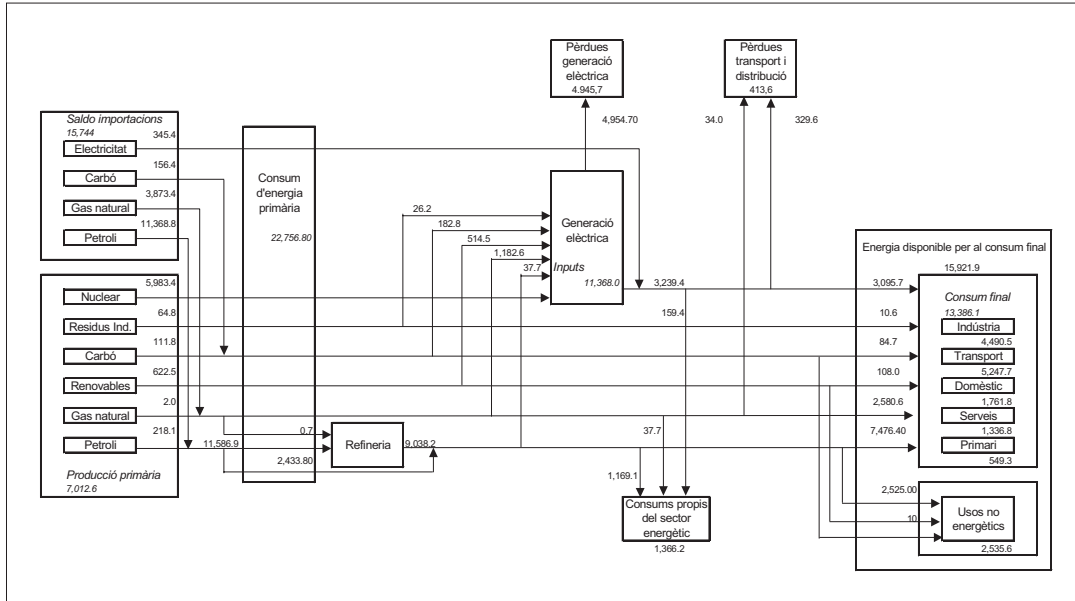 Pèrdues
generació
elèctrica
4.945,7
Pèrdues
transport i
distribució
413,6
4,954.70
34.0
329.6
Saldo importacions
15,744
345.4
Electricitat
156.4
Carbó
3,873.4
Gas natural
11,368.8
Petroli
Consum
d'energia
primària
22,756.80
26.2
182.8
514.5
1,182.6
37.7
Generació
elèctrica
Inputs
11,368.0
3,239.4
159.4
5,983.4
Nuclear
64.8
Residus Ind.
111.8
Carbó
622.5
Renovables
2.0
Gas natural
218.1
Petroli
Producció primària
7,012.6
11,586.9
0.7
2,433.80
Refineria
9,038.2
37.7
1,169.1
Consums propis
del sector
energètic
1,366.2
Energia disponible per al consum final
15,921.9
3,095.7
10.6
84.7
108.0
2,580.6
7,476.40
Consum final
13,386.1
Indústria
4,490.5
Transport
5,247.7
Domèstic
1,761.8
Serveis
1,336.8
Primari
549.3
2,525.00
10
Usos no
energètics
2,535.6